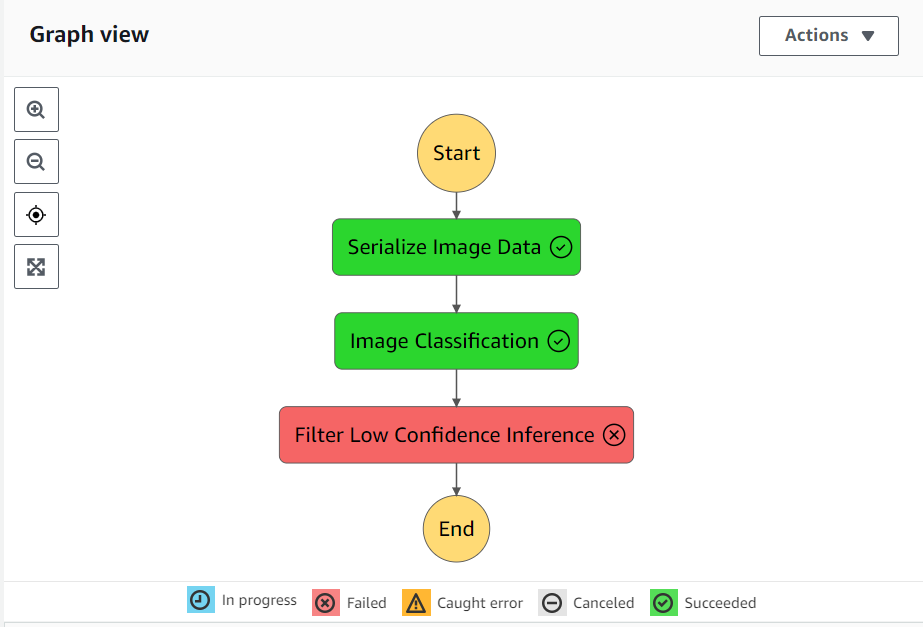 Graph view
Actions
Start
Serialize Image Data
Image Classification
Filter Low Confidence Inference
End
In progress
Failed
Caught error
Canceled
Succeeded